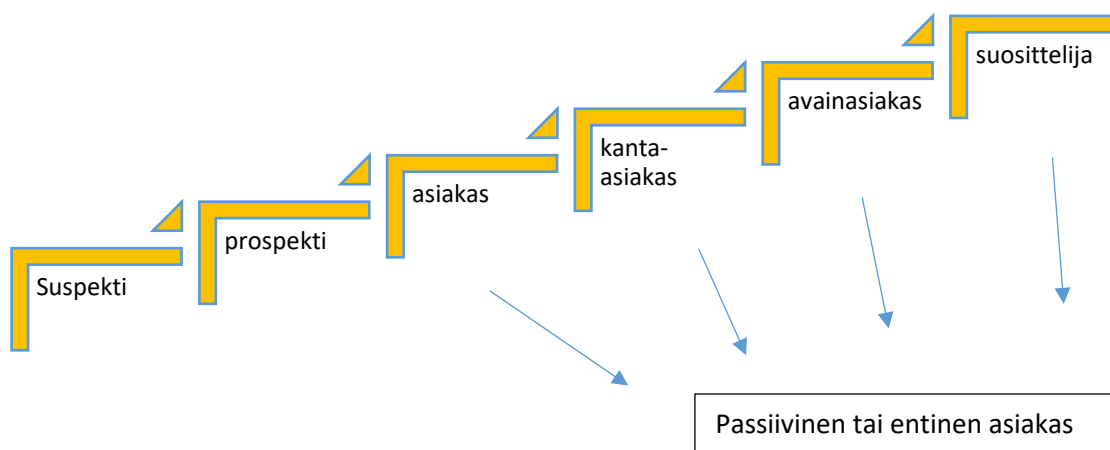 Suspekti
prospekti
asiakas
kanta-
asiakas
avainasiakas
suosittelija
Passiivinen tai entinen asiakas